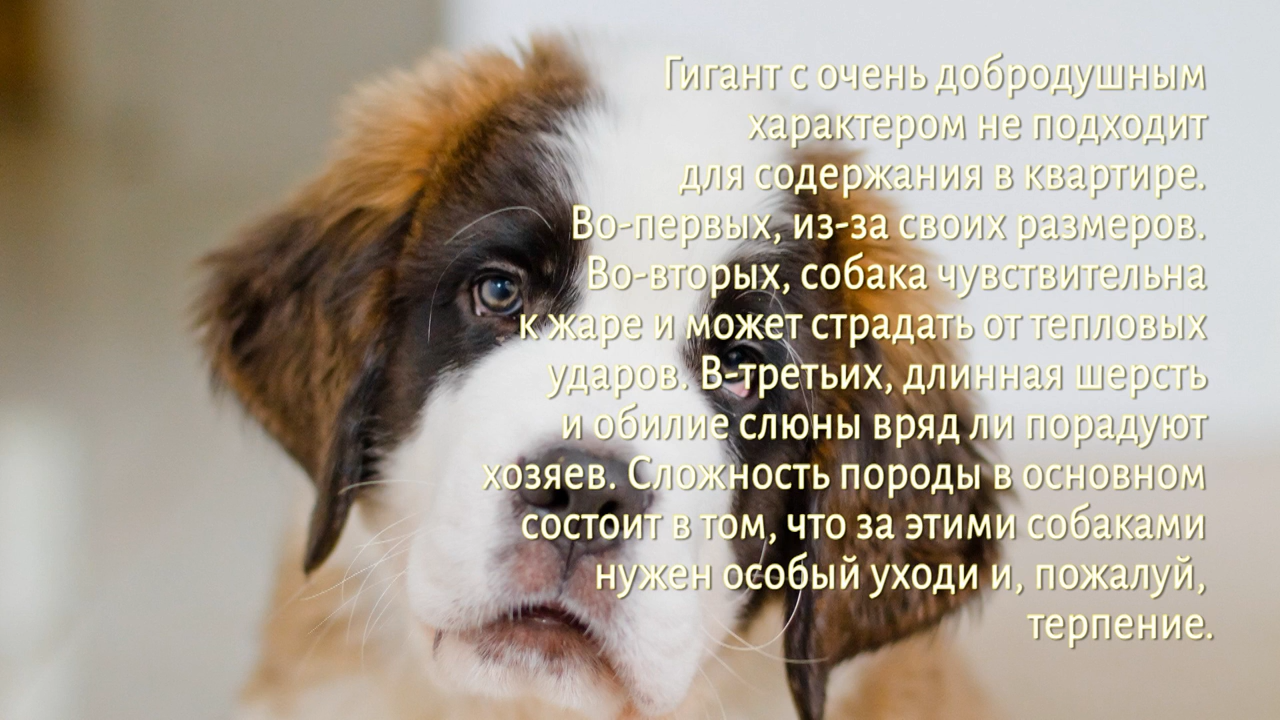 Гигант с очень добродушным
характером не подходит
для содержания в квартире.
Во-первых, из-за своих размеров.
Во-вторых, собака чувствительна
к жаре и может страдать от тепловых
ударов. В-третьих, длинная шерсть
и обилие слюны вряд ли порадуют
хозяев. Сложность породы в основном
состоит в том, что за этими собаками
нужен особый уходи и, пожалуй,
терпение.